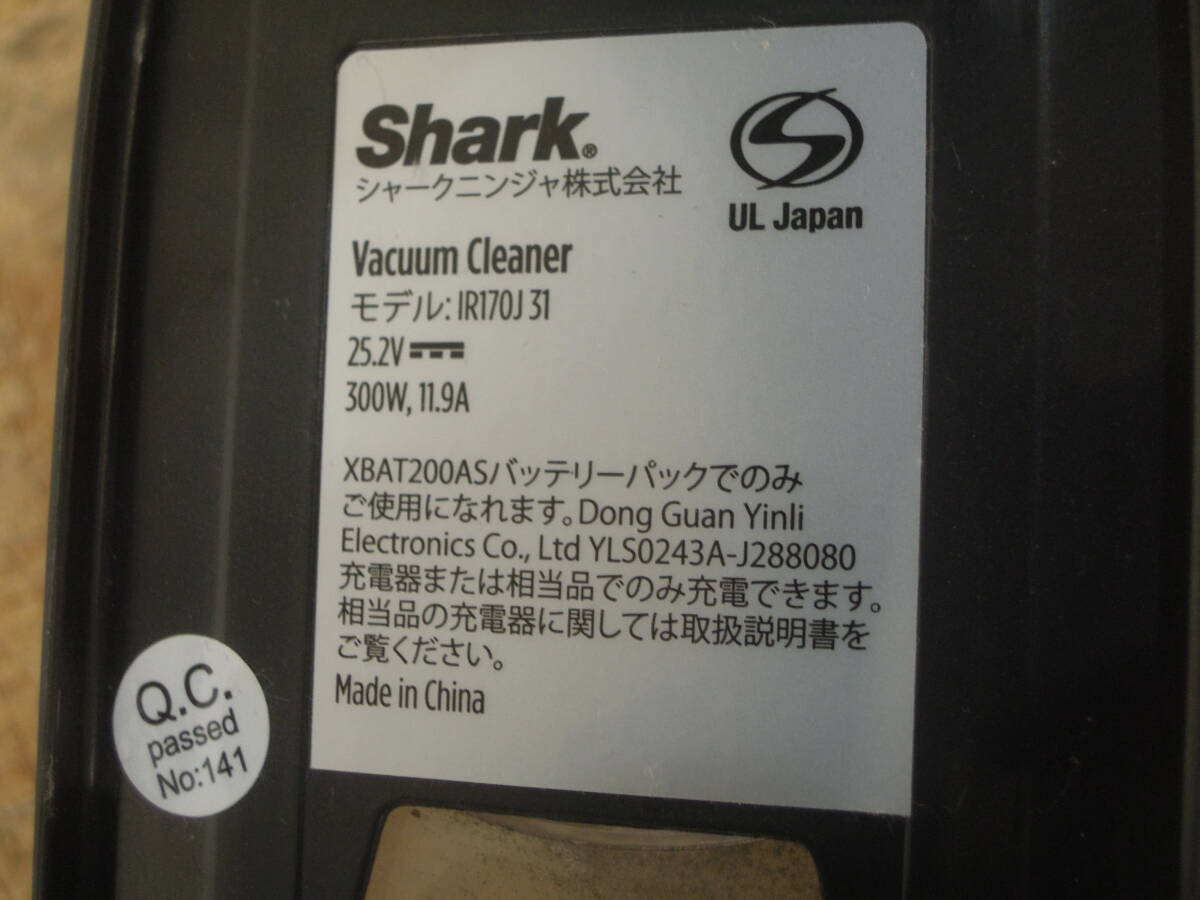 Shark®
シャークニンジャ株式会社
UL Japan
Vacuum Cleaner
モデル: IR170J 31
25.2V
300W, 11.9A
XBAT200ASバッテリーパックでのみ
ご使用になれます。Dong Guan Yinli
Electronics Co., Ltd YLS0243A-J288080
充電器または相当品でのみ充電できます。
相当品の充電器に関しては取扱説明書を
ご覧ください。
Made in China
Q.C.
passed
No:141